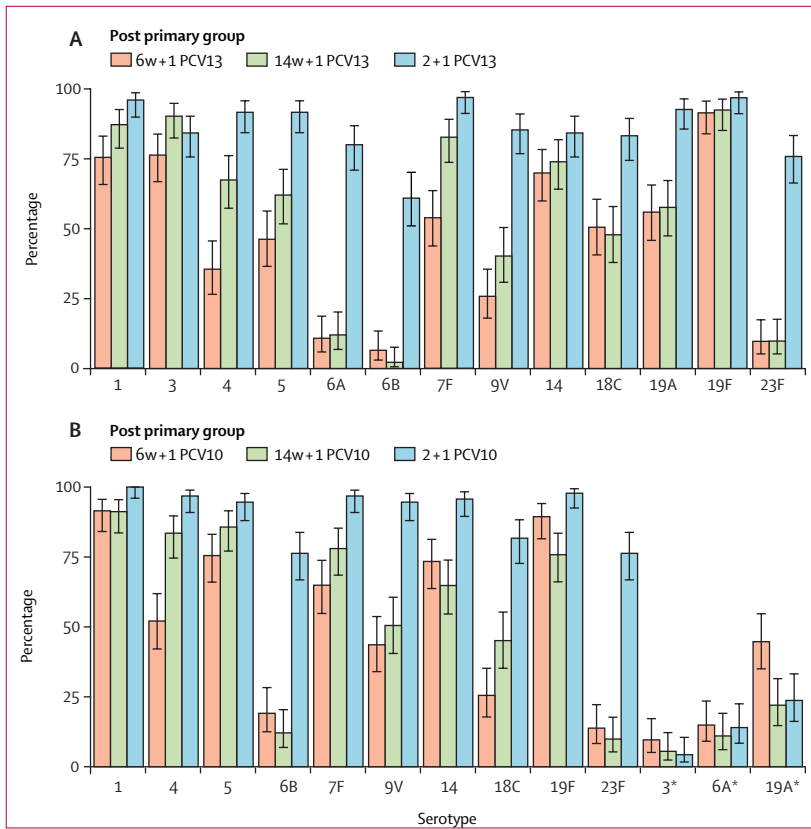 A Post primary group
6w+1 PCV13 14w+1 PCV13 2+1 PCV13
100
75
50
25
0
Percentage
1 3 4 5 6A 6B 7F 9V 14 18C 19A 19F 23F
B Post primary group
6w+1 PCV10 14w+1 PCV10 2+1 PCV10
100
75
50
25
0
Percentage
1 4 5 6B 7F 9V 14 18C 19F 23F 3* 6A* 19A*
Serotype